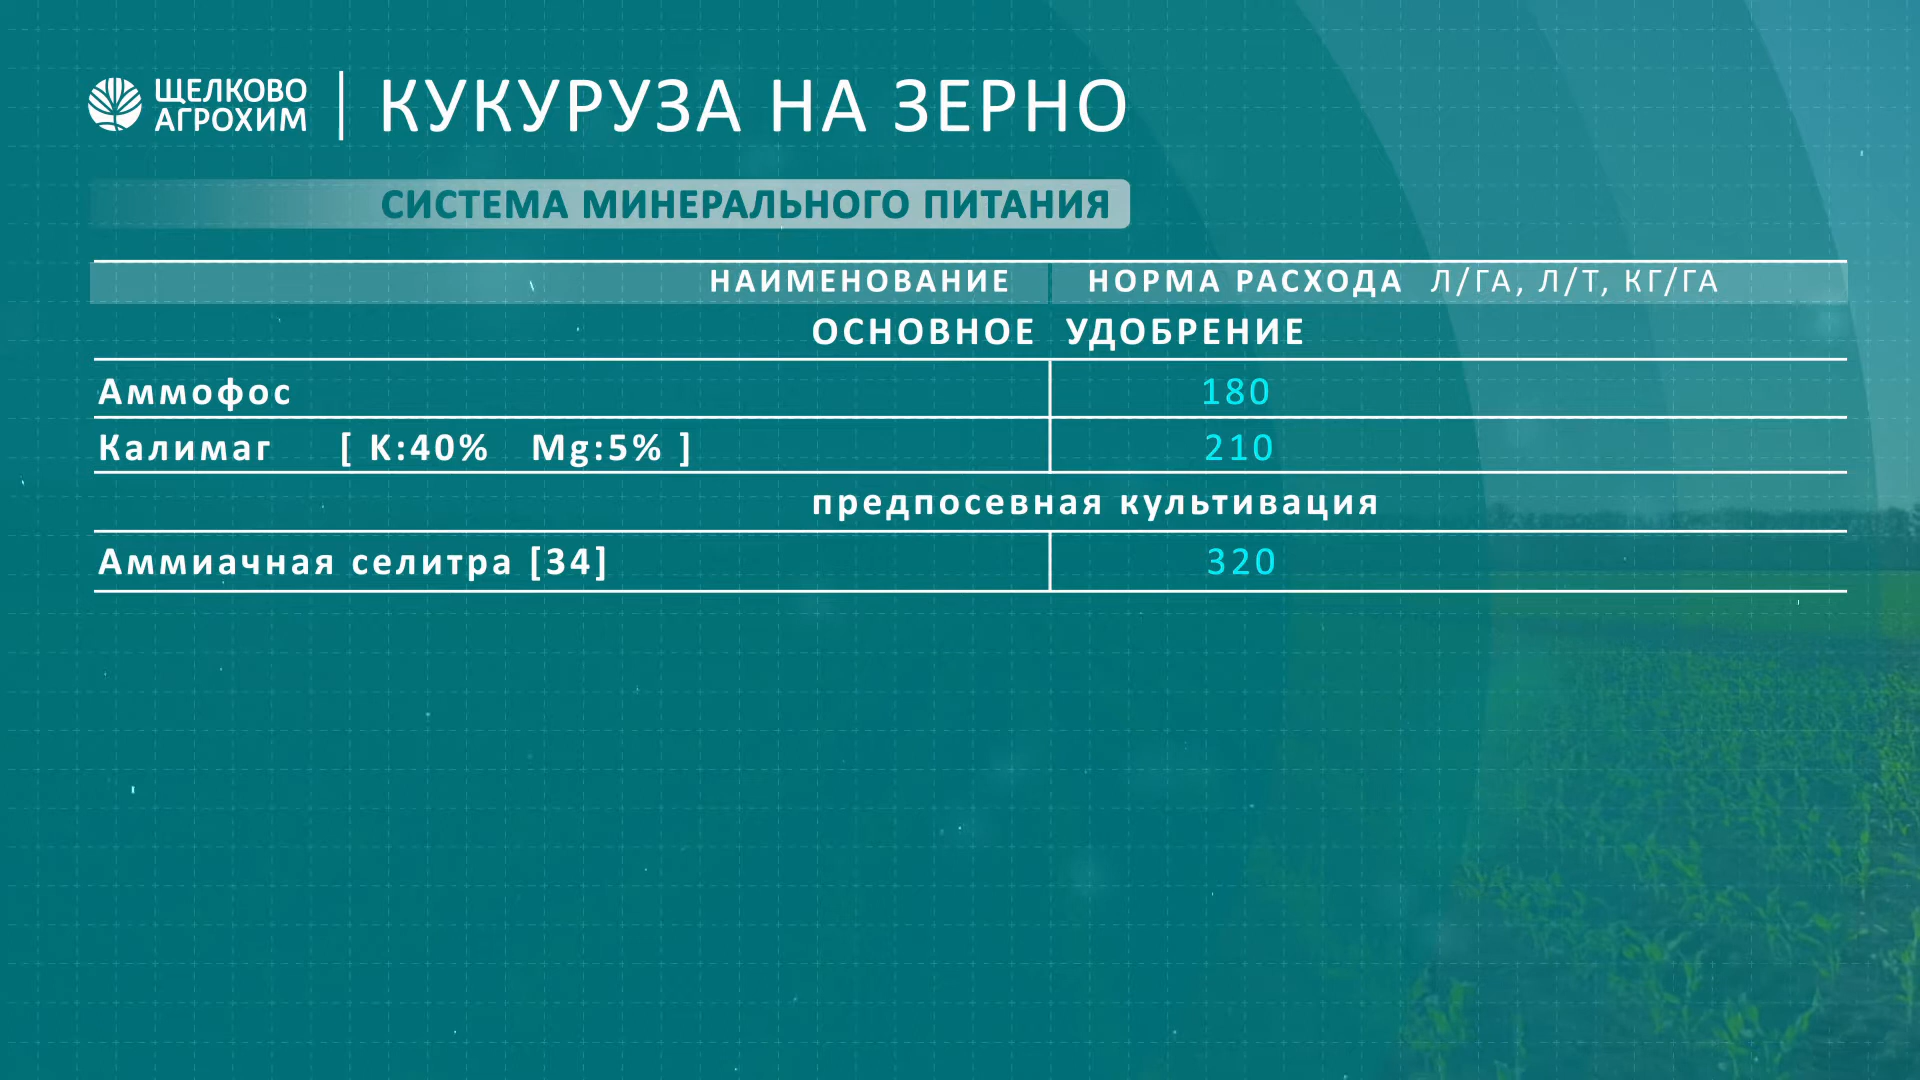 ЩЕЛКОВО
АГРОХИМ
КУКУРУЗА НА ЗЕРНО
СИСТЕМА МИНЕРАЛЬНОГО ПИТАНИЯ
НАИМЕНОВАНИЕ НОРМА РАСХОДА Л/ГА, Л/Т, КГ/ГА
ОСНОВНОЕ УДОБРЕНИЕ
Аммофос 180
Калимаг [ K:40% Mg:5% ] 210
предпосевная культивация
Аммиачная селитра [34] 320